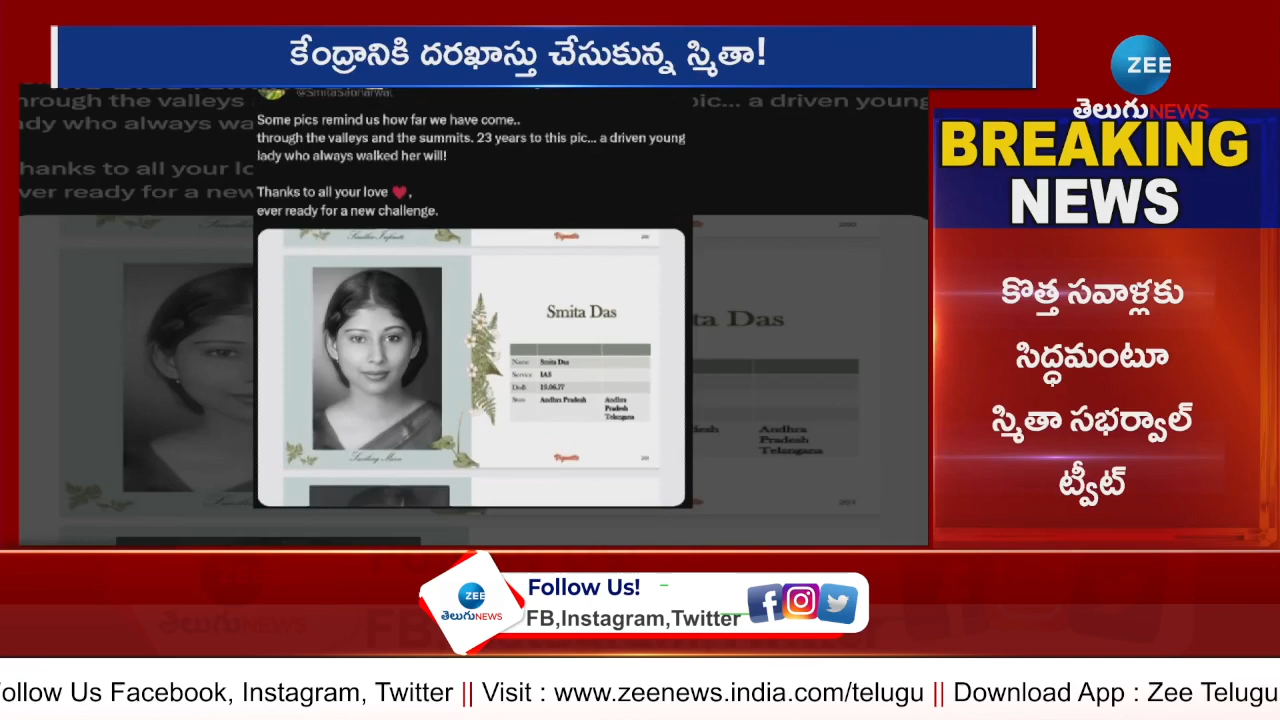 కేంద్రానికి దరఖాస్తు చేసుకున్న స్మితా!
ZEE
తెలుగుNEWS
BREAKING
NEWS
కొత్త సవాళ్లకు
సిద్ధమంటూ
స్మితా సభర్వాల్
ట్వీట్
@SmitaSabharwal
Some pics remind us how far we have come..
through the valleys and the summits. 23 years to this pic... a driven young
lady who always walked her will!
Thanks to all your love ❤️,
ever ready for a new challenge.
Smita Das
Name Smita Das
Service IAS
DoB 19.06.77
State Andhra Pradesh Andhra
Pradesh
Telangana
Vignette
Follow Us!
FB,Instagram,Twitter
ZEE
తెలుగుNEWS
ollow Us Facebook, Instagram, Twitter || Visit : www.zeenews.india.com/telugu || Download App : Zee Telugu